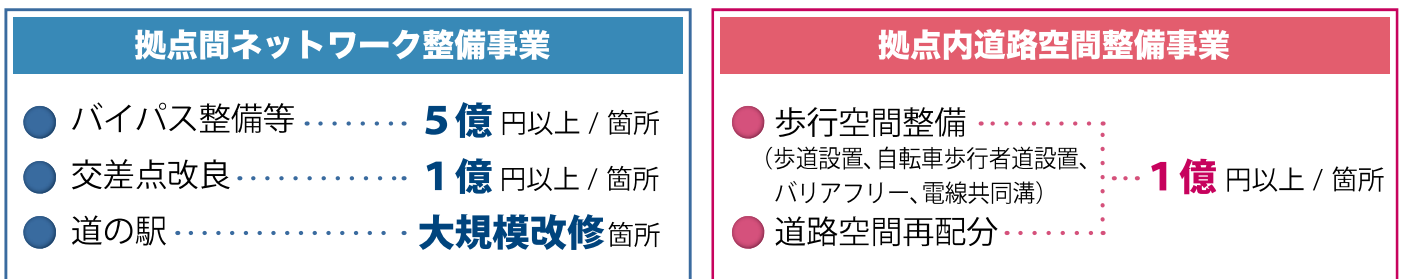 拠点間ネットワーク整備事業
バイパス整備等 ・・・・・・・・ 5億 円以上 / 箇所
交差点改良 ・・・・・・・・・・・・ 1億 円以上 / 箇所
道の駅 ・・・・・・・・・・・・・・・ 大規模改修 箇所
拠点内道路空間整備事業
歩行空間整備
（歩道設置、自転車歩行者道設置、
バリアフリー、電線共同溝）
1億 円以上 / 箇所
道路空間再配分